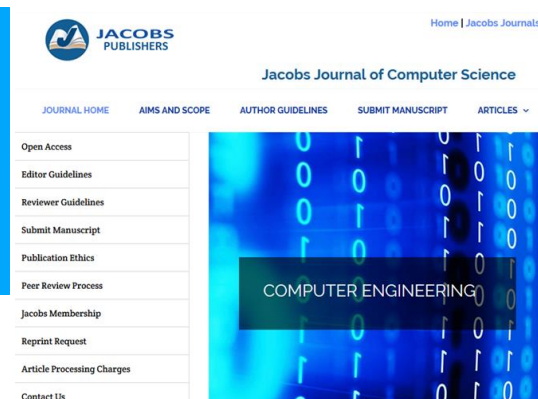 JACOBS
PUBLISHERS
Home | Jacobs Journals
Jacobs Journal of Computer Science
JOURNAL HOME AIMS AND SCOPE AUTHOR GUIDELINES SUBMIT MANUSCRIPT ARTICLES
Open Access
Editor Guidelines
Reviewer Guidelines
Submit Manuscript
Publication Ethics
Peer Review Process
Jacobs Membership
Reprint Request
Article Processing Charges
Contact Us
COMPUTER ENGINEERING